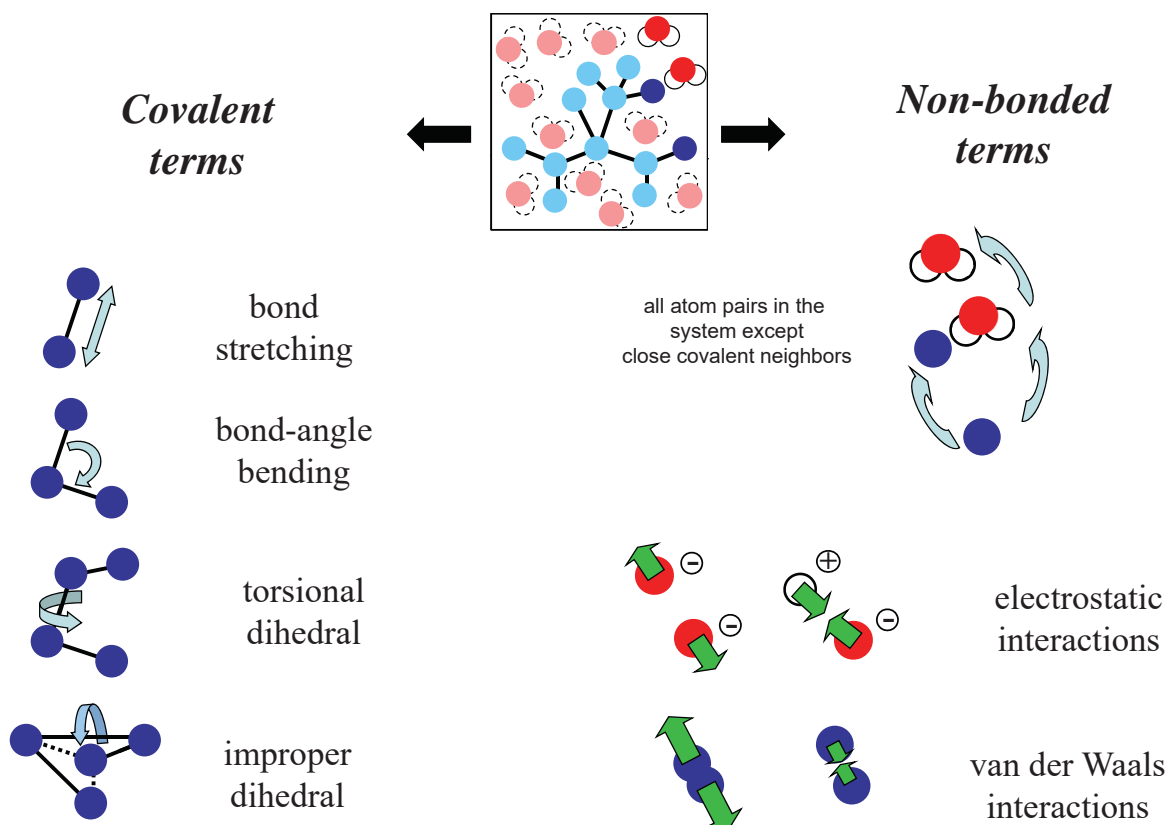 Covalent
terms
Non-bonded
terms
bond
stretching
all atom pairs in the
system except
close covalent neighbors
bond-angle
bending
torsional
dihedral
-
+
-
-
electrostatic
interactions
improper
dihedral
van der Waals
interactions